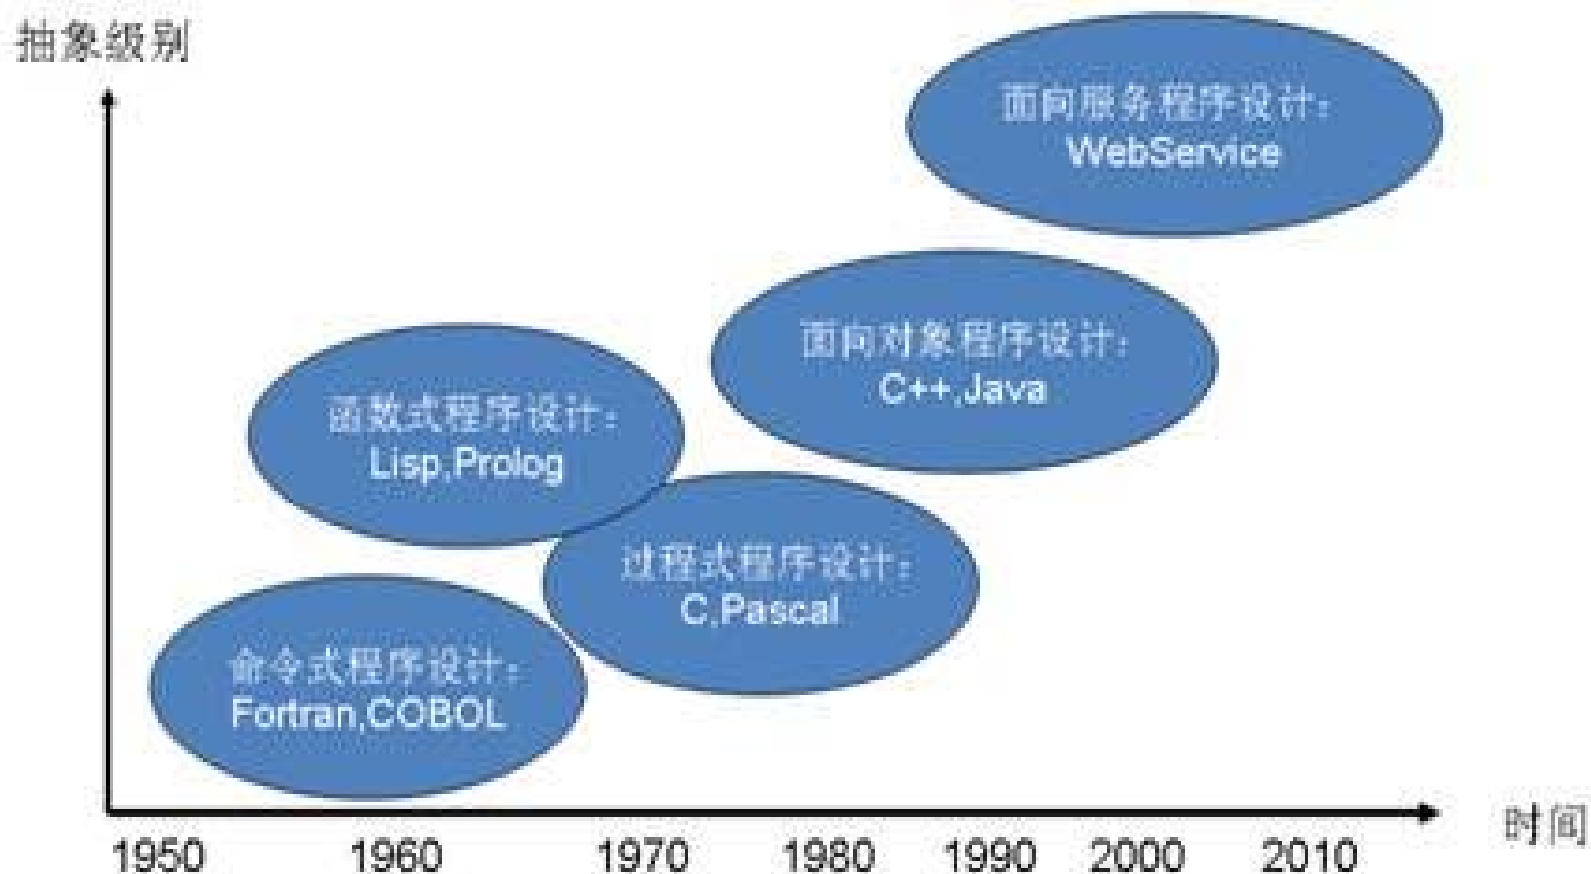 抽象级别
面向服务程序设计：
WebService
面向对象程序设计：
C++,Java
函数式程序设计：
Lisp,Prolog
过程式程序设计：
C,Pascal
命令式程序设计：
Fortran,COBOL
时间
1950 1960 1970 1980 1990 2000 2010